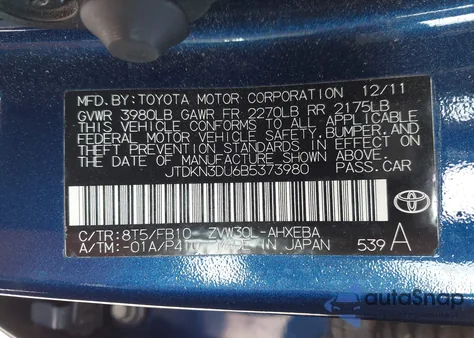 MFD. BY: TOYOTA MOTOR CORPORATION 12/11
GVWR 3980LB GAWR FR 2270LB RR 2175LB
THIS VEHICLE CONFORMS TO ALL APPLICABLE
FEDERAL MOTOR VEHICLE SAFETY, BUMPER, AND
THEFT PREVENTION STANDARDS IN EFFECT ON
THE DATE OF MANUFACTURE SHOWN ABOVE.
JTDKN3DU6B5373980 PASS.CAR
C/TR: 8T5/FB10 ZVW30L-AHXEBA
A/TM: -01A/P410 MADE IN JAPAN 539 A
TOYOTA
autoSnap